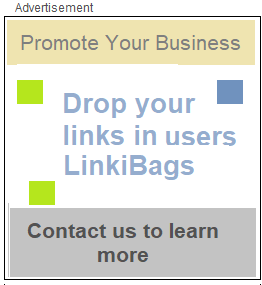 Advertisement
Promote Your Business
Drop your
links in users
LinkiBags
Contact us to learn
more